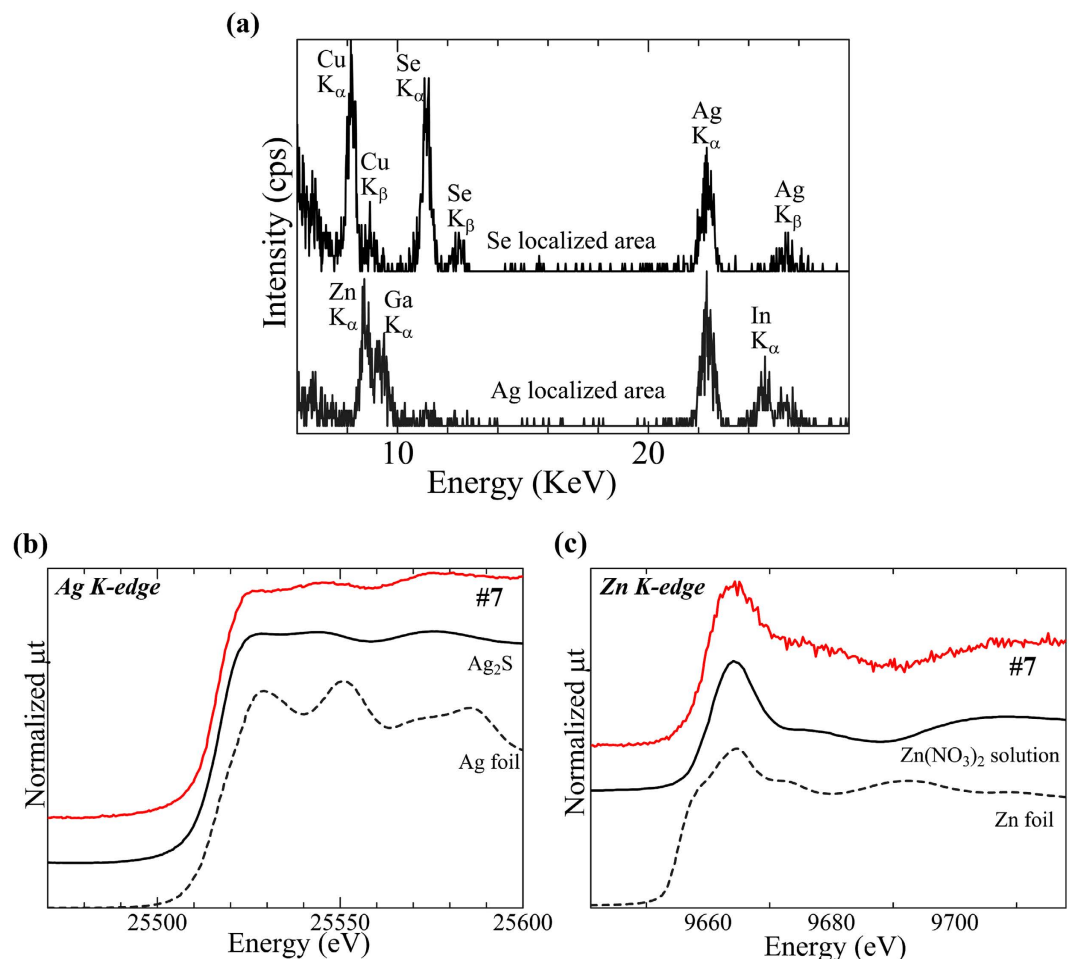 (a)
Cu
Kα
Cu
Kβ
Se
Kα
Se
Kβ
Ag
Kα
Ag
Kβ
Se localized area
Zn
Kα
Ga
Kα
In
Kα
Ag localized area
Intensity (cps)
10
20
Energy (KeV)
(b)
Ag K-edge
#7
Ag₂S
Ag foil
Normalized μt
25500
25550
25600
Energy (eV)
(c)
Zn K-edge
#7
Zn(NO₃)₂ solution
Zn foil
Normalized μt
9660
9680
9700
Energy (eV)